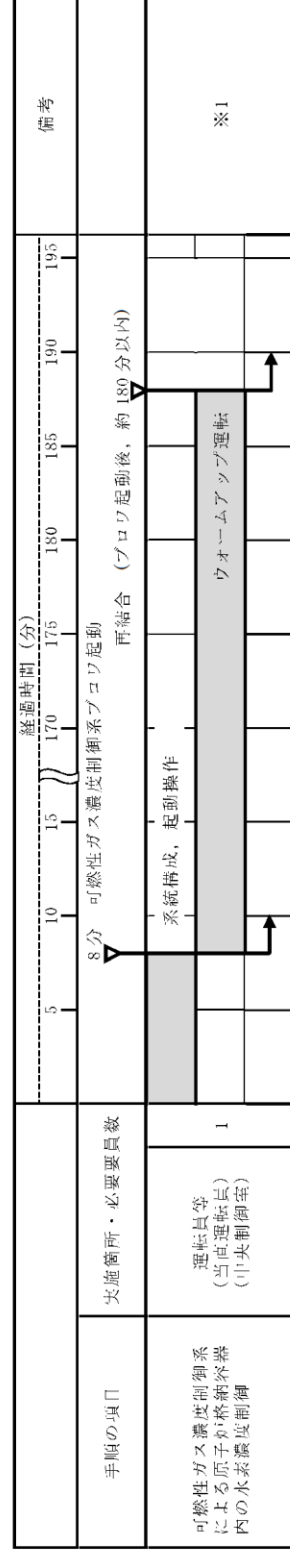 経過時間（分）
備考
5
10
15
170
175
180
185
190
195
手順の項目
実施箇所・必要要員数
8分 可燃性ガス濃度制御系ブロワ起動
再結合（ブロワ起動後，約180分以内）
可燃性ガス濃度制御系
による原子炉格納容器
内の水素濃度制御
運転員等
（当直運転員）
（中央制御室）
1
系統構成，起動操作
ウォームアップ運転
※1